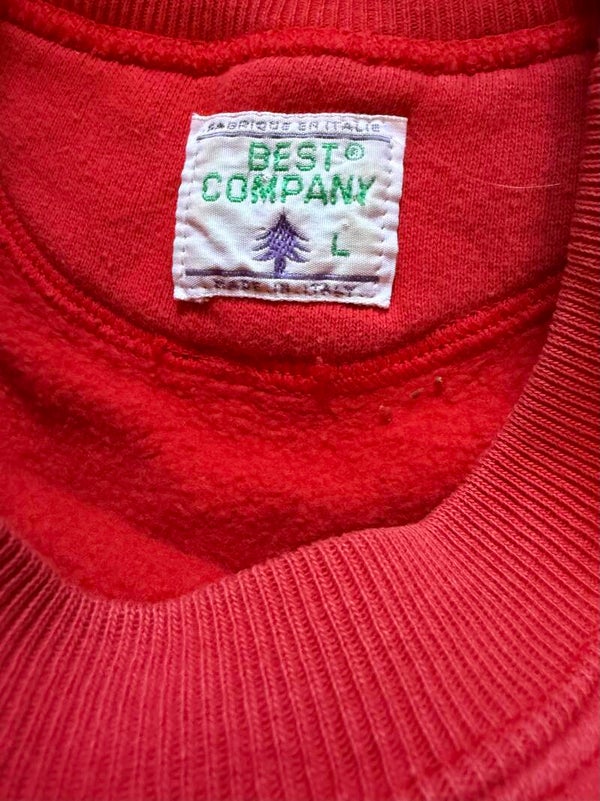 FABRIQUE EN ITALIE
BEST®
COMPANY
L
MADE IN ITALY